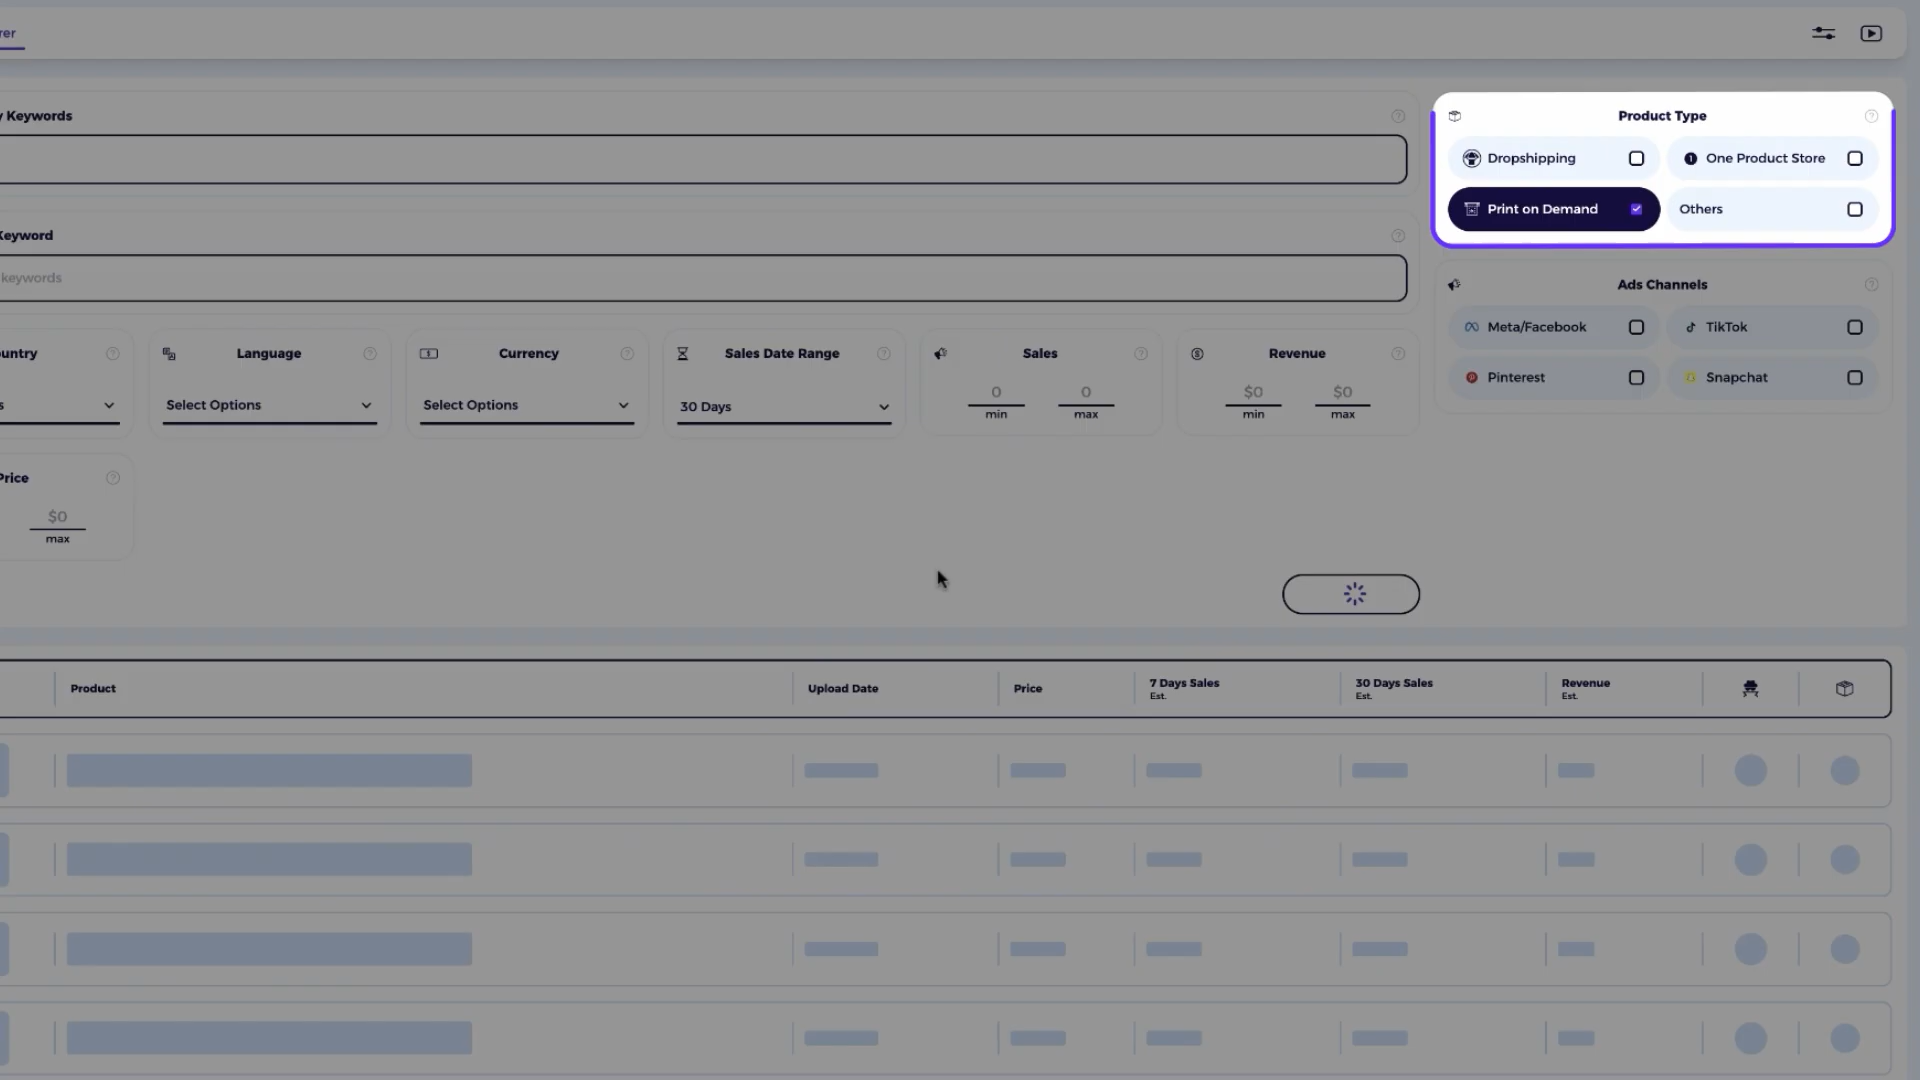 rer
y Keywords
Product Type
Dropshipping
One Product Store
Print on Demand
Others
Keyword
keywords
Ads Channels
Meta/Facebook
TikTok
Pinterest
Snapchat
untry
Language
Currency
Sales Date Range
Sales
Revenue
s
Select Options
Select Options
30 Days
0
min
0
max
$0
min
$0
max
Price
$0
max
Product
Upload Date
Price
7 Days Sales
Est.
30 Days Sales
Est.
Revenue
Est.